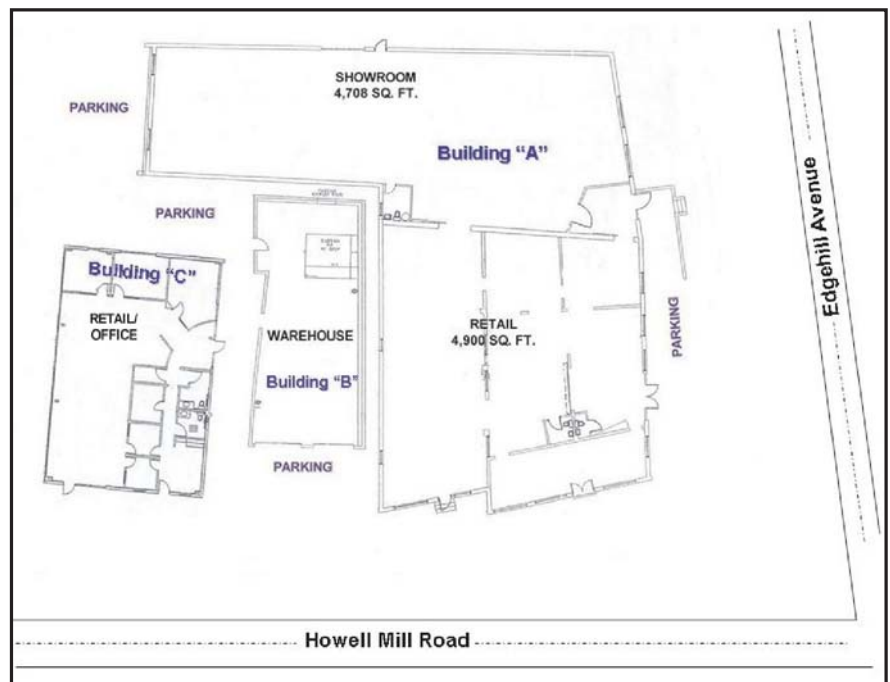 SHOWROOM
4,708 SQ. FT.
PARKING
Building “A”
PARKING
Building “C”
RETAIL/
OFFICE
WAREHOUSE
Building “B”
RETAIL
4,900 SQ. FT.
PARKING
PARKING
Edgehill Avenue
Howell Mill Road